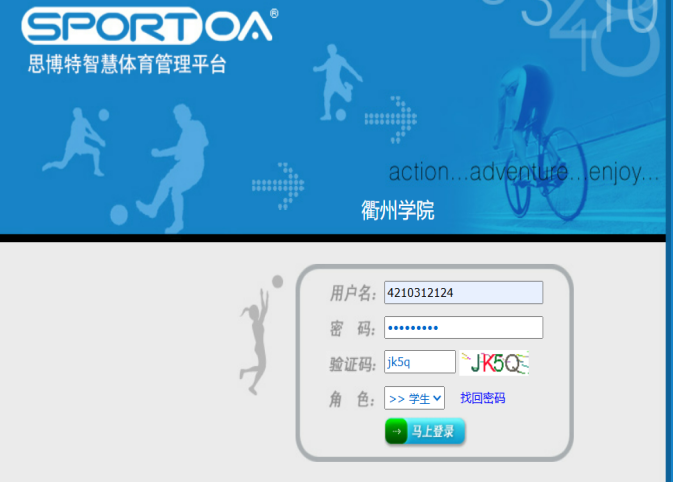 SPORTOA®
思博特智慧体育管理平台
action...adventure...enjoy...
衢州学院
用户名: 4210312124
密 码: •••••••••
验证码: jk5q JK5Q
角 色: >> 学生 找回密码
马上登录